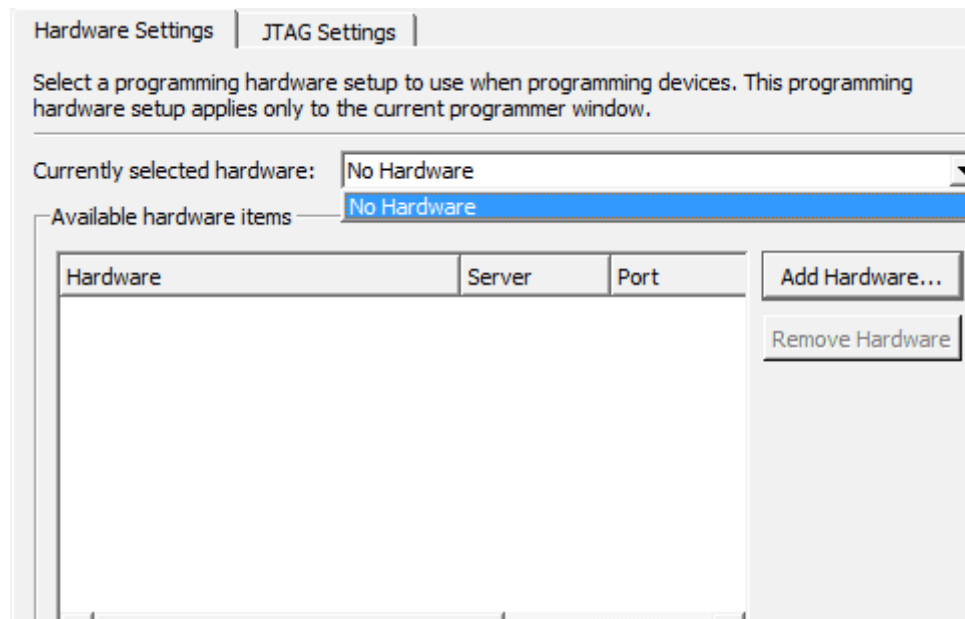 Hardware Settings JTAG Settings
Select a programming hardware setup to use when programming devices. This programming
hardware setup applies only to the current programmer window.
Currently selected hardware: No Hardware
No Hardware
Available hardware items
Hardware Server Port Add Hardware...
Remove Hardware